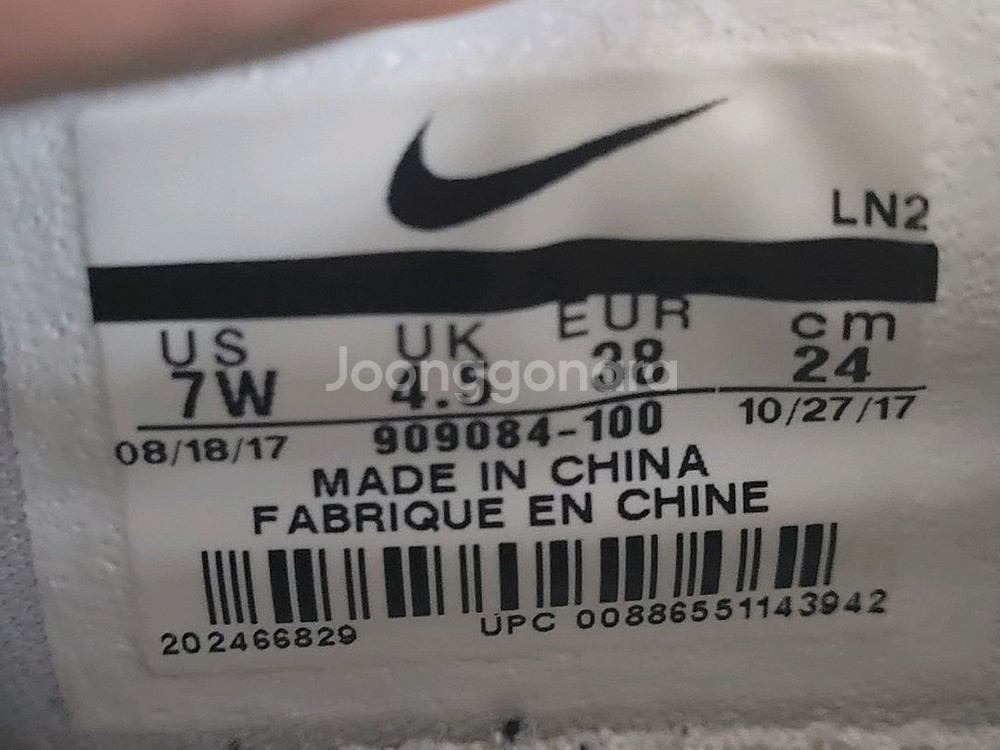 LN2
US UK EUR cm
7W 4.5 38 24
08/18/17 909084-100 10/27/17
MADE IN CHINA
FABRIQUE EN CHINE
202466829 UPC 00886551143942
Joonggonara